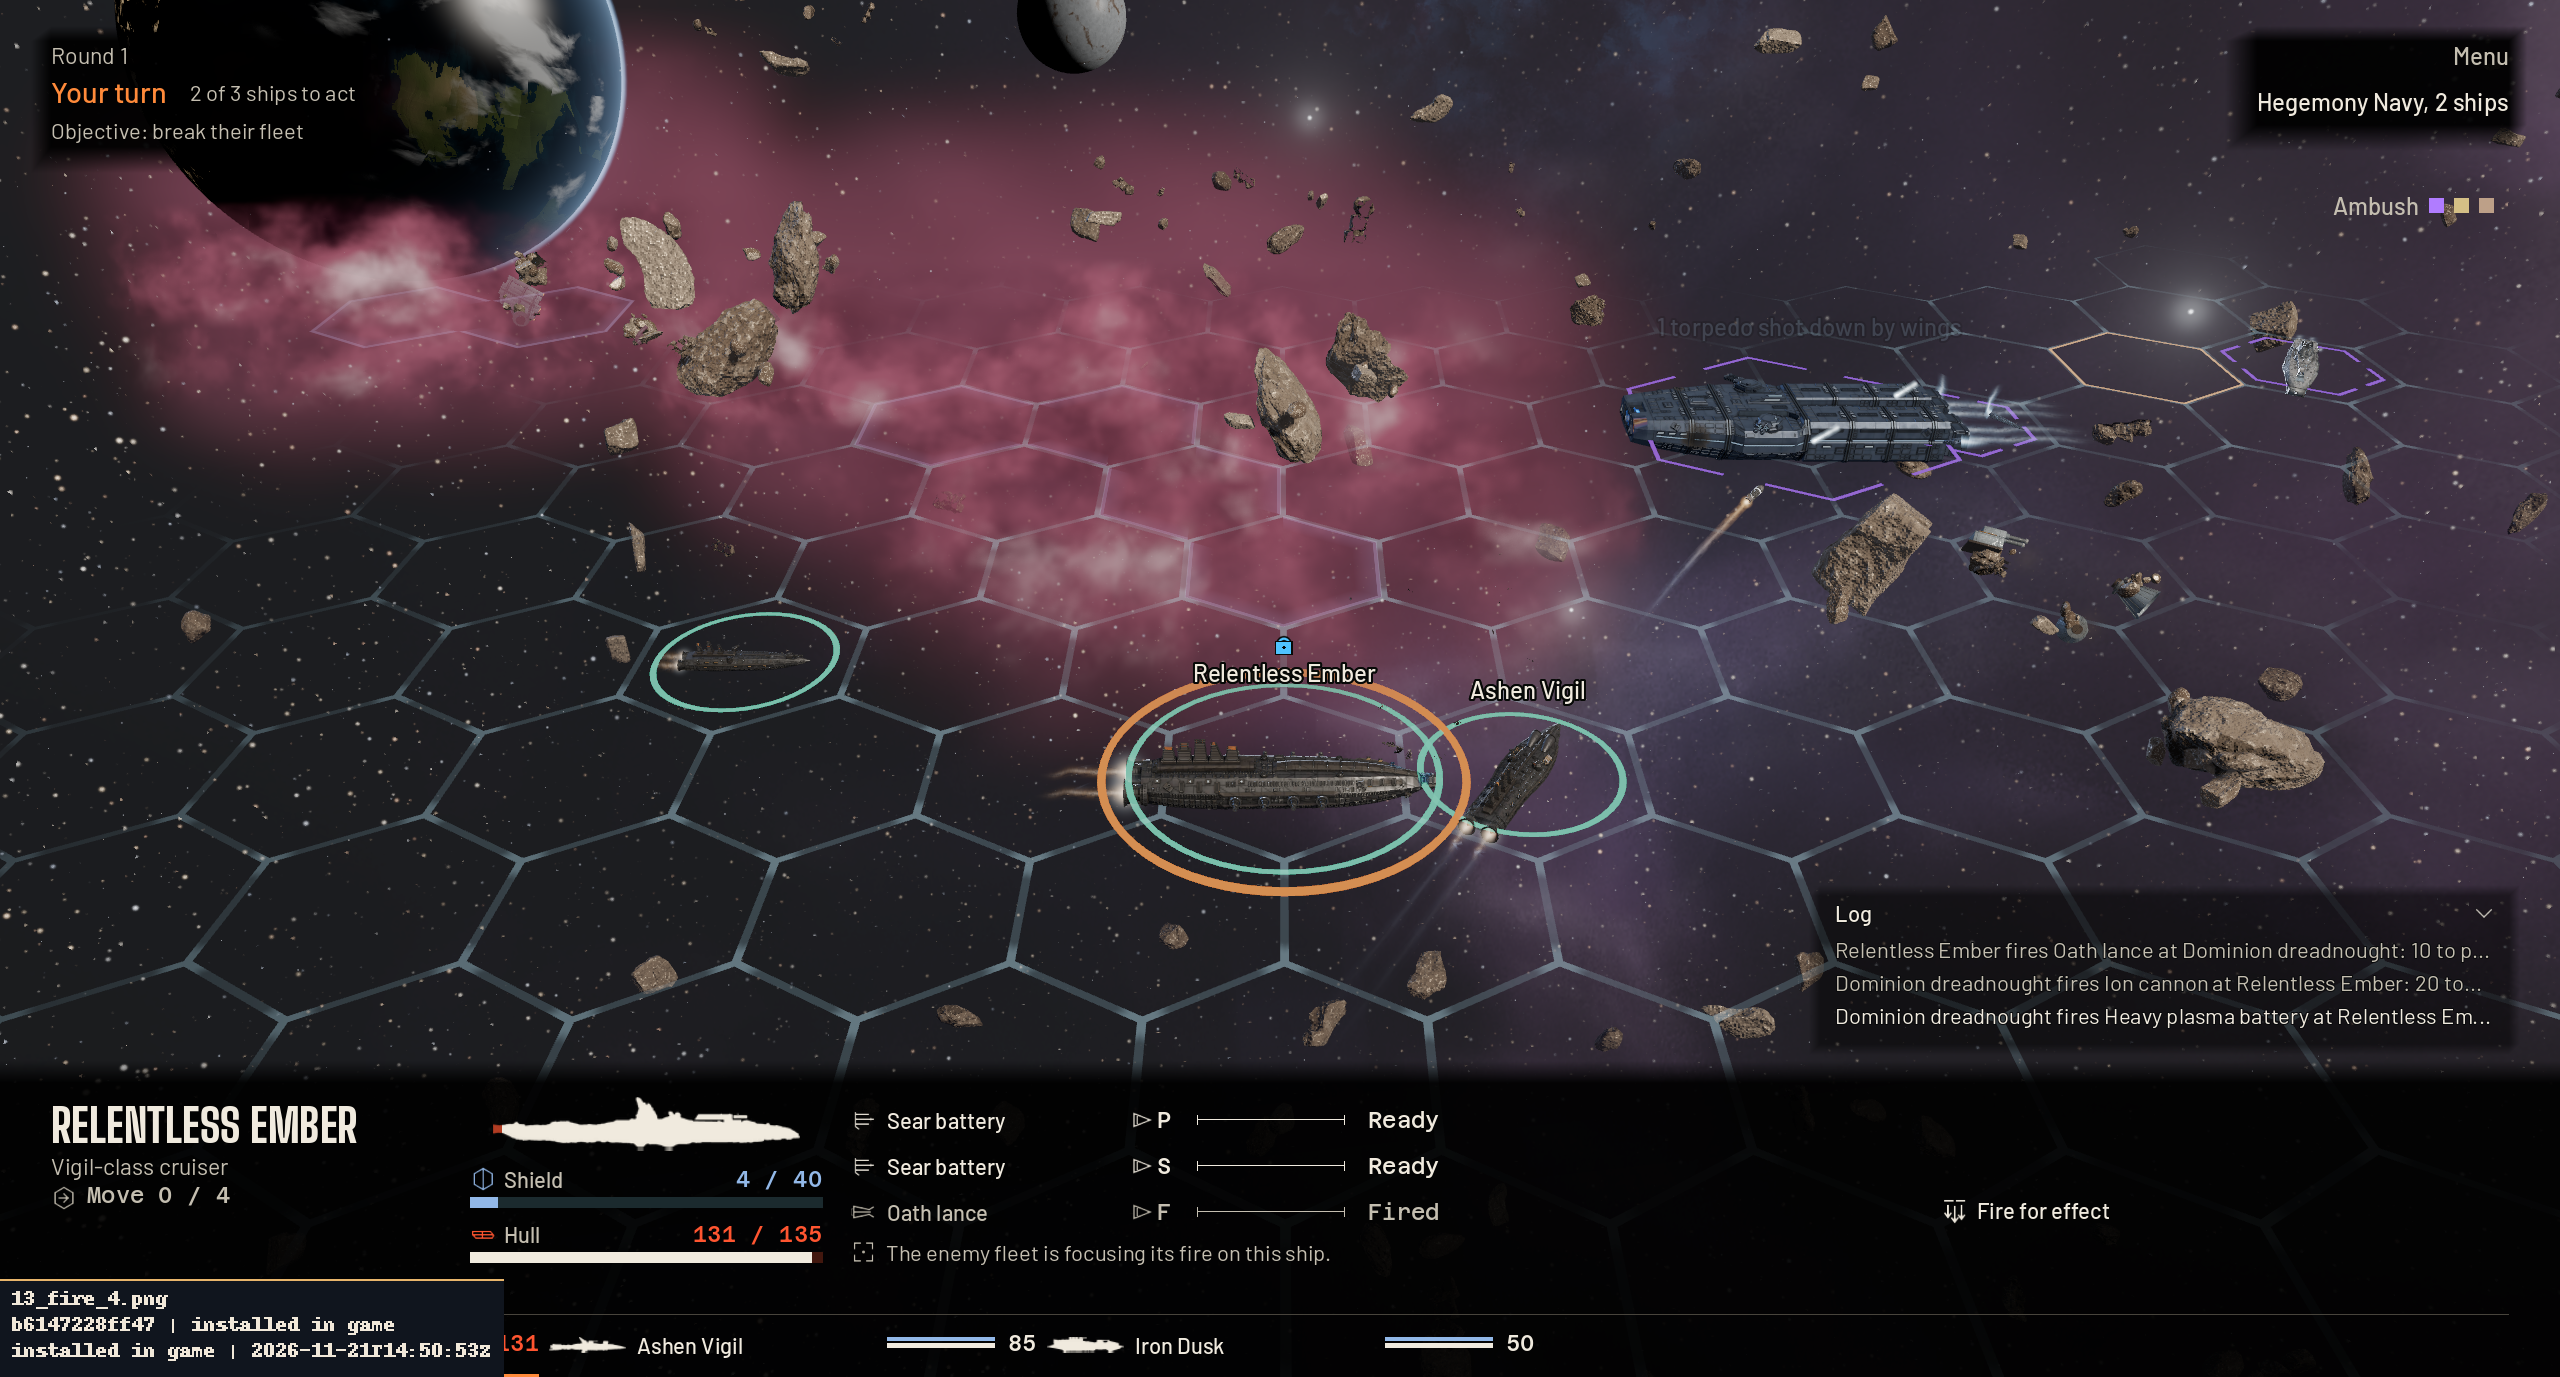 Round 1
Your turn 2 of 3 ships to act
Objective: break their fleet
Menu
Hegemony Navy, 2 ships
Ambush
1 torpedo shot down by wings
Relentless Ember
Ashen Vigil
Log
Relentless Ember fires Oath lance at Dominion dreadnought: 10 to p...
Dominion dreadnought fires Ion cannon at Relentless Ember: 20 to...
Dominion dreadnought fires Heavy plasma battery at Relentless Em...
RELENTLESS EMBER
Vigil-class cruiser
Move 0 / 4
Shield 4 / 40
Hull 131 / 135
Sear battery P Ready
Sear battery S Ready
Oath lance F Fired
The enemy fleet is focusing its fire on this ship.
Fire for effect
13_fire_4.png
b6147228ff47 | installed in game
installed in game | 2026-11-21r14:50:53z
131 Ashen Vigil 85 Iron Dusk 50